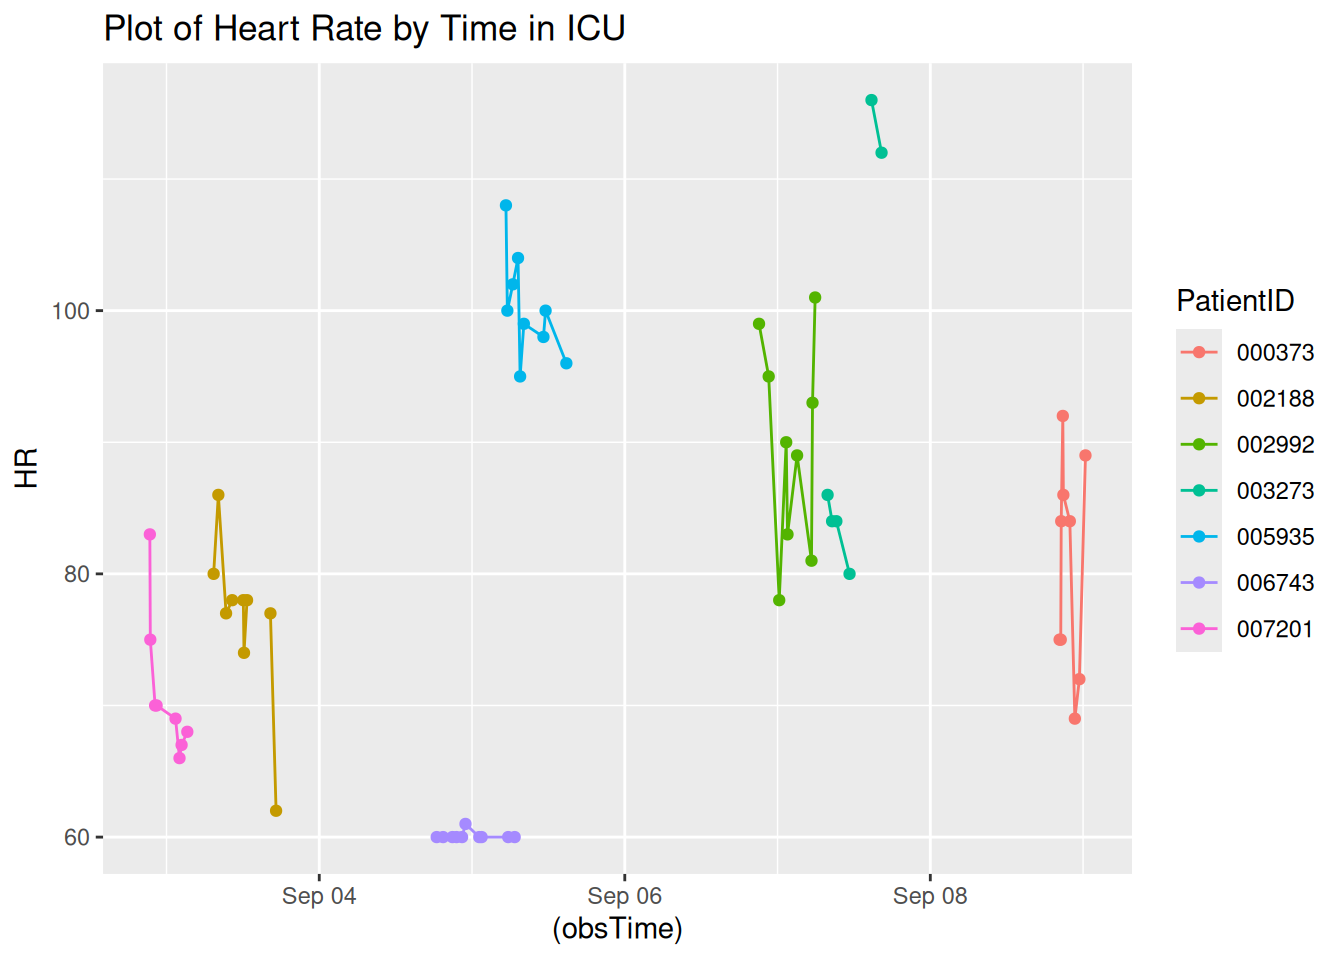 Plot of Heart Rate by Time in ICU
HR
100
80
60
Sep 04
Sep 06
Sep 08
(obsTime)
PatientID
000373
002188
002992
003273
005935
006743
007201